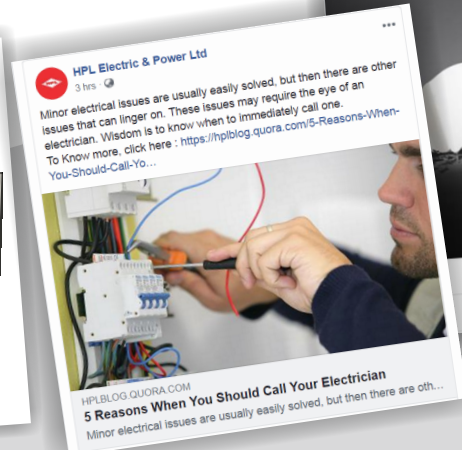 HPL Electric & Power Ltd
3 hrs ·
Minor electrical issues are usually easily solved, but then there are other
issues that can linger on. These issues may require the eye of an
electrician. Wisdom is to know when to immediately call one.
To Know more, click here : https://hplblog.quora.com/5-Reasons-When-
You-Should-Call-Yo...
HPLBLOG.QUORA.COM
5 Reasons When You Should Call Your Electrician
Minor electrical issues are usually easily solved, but then there are oth...